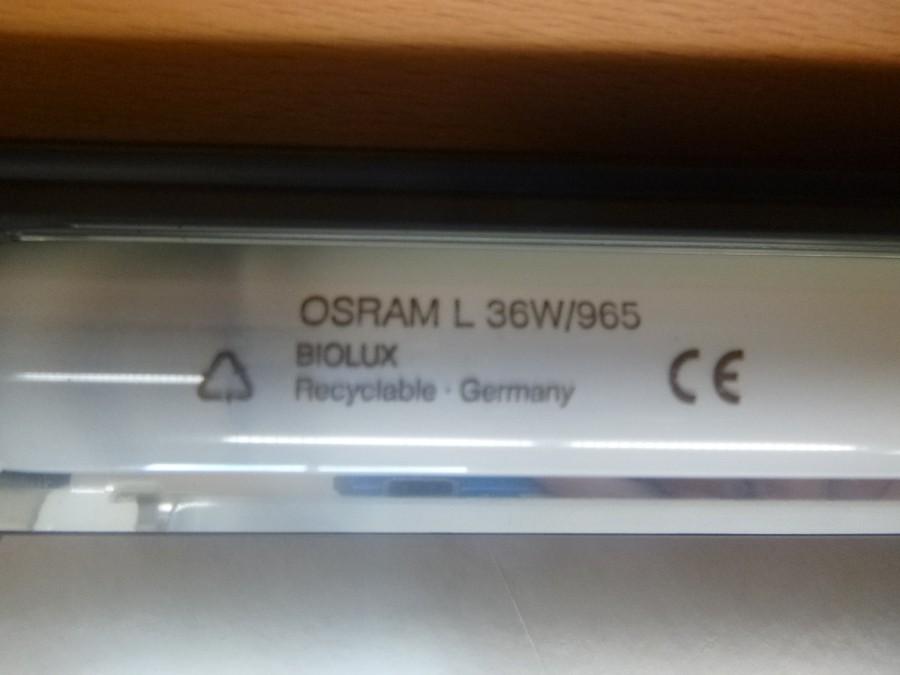 OSRAM L 36W/965
BIOLUX
Recyclable · Germany
CE